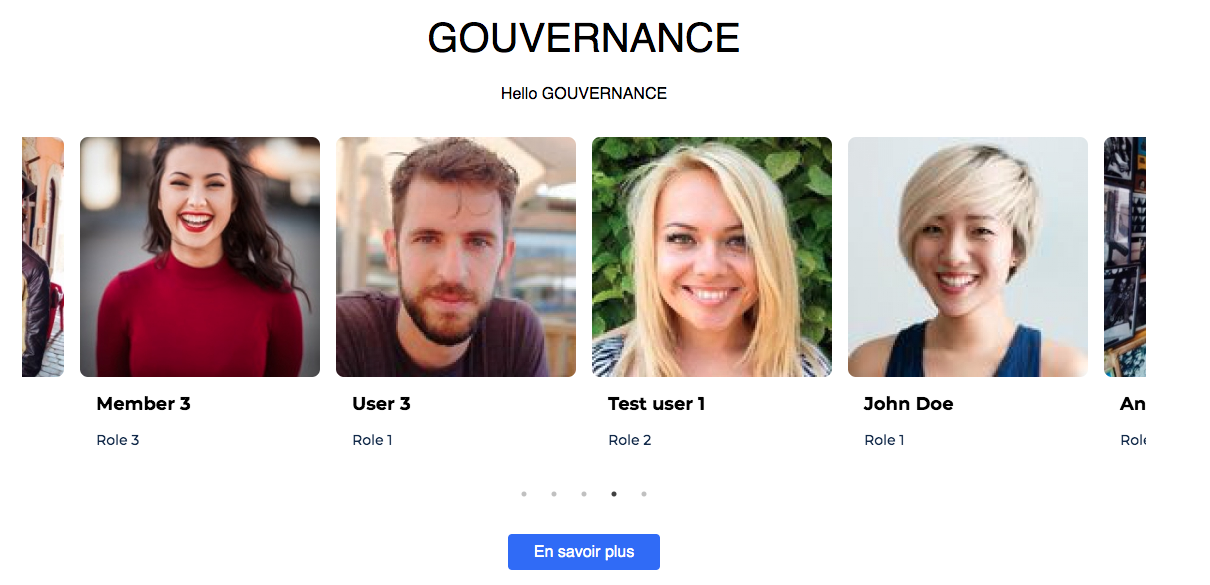 GOUVERNANCE
Hello GOUVERNANCE
Member 3
User 3
Test user 1
John Doe
An
Role 3
Role 1
Role 2
Role 1
Role
En savoir plus